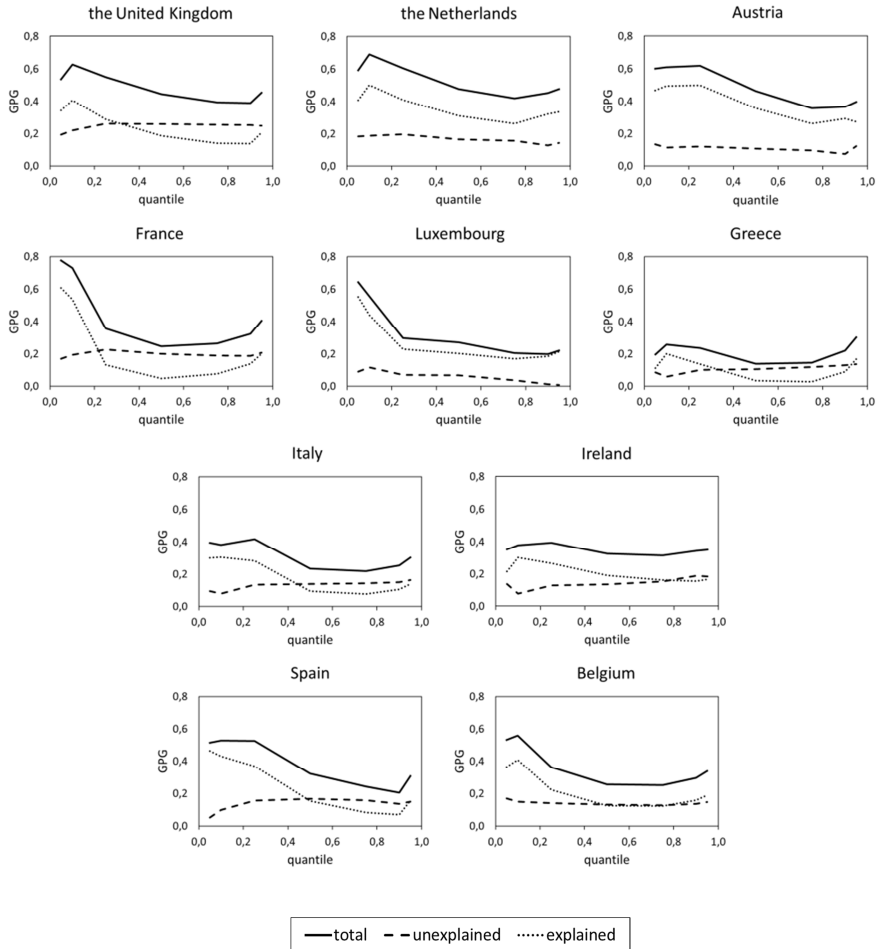 the United Kingdom
the Netherlands
Austria
0,8
0,6
0,4
0,2
0,0
GPG
0,0 0,2 0,4 0,6 0,8 1,0
quantile
0,8
0,6
0,4
0,2
0,0
GPG
0,0 0,2 0,4 0,6 0,8 1,0
quantile
0,8
0,6
0,4
0,2
0,0
GPG
0,0 0,2 0,4 0,6 0,8 1,0
quantile
France
Luxembourg
Greece
0,8
0,6
0,4
0,2
0,0
GPG
0,0 0,2 0,4 0,6 0,8 1,0
quantile
0,8
0,6
0,4
0,2
0,0
GPG
0,0 0,2 0,4 0,6 0,8 1,0
quantile
0,8
0,6
0,4
0,2
0,0
GPG
0,0 0,2 0,4 0,6 0,8 1,0
quantile
Italy
Ireland
0,8
0,6
0,4
0,2
0,0
GPG
0,0 0,2 0,4 0,6 0,8 1,0
quantile
0,8
0,6
0,4
0,2
0,0
GPG
0,0 0,2 0,4 0,6 0,8 1,0
quantile
Spain
Belgium
0,8
0,6
0,4
0,2
0,0
GPG
0,0 0,2 0,4 0,6 0,8 1,0
quantile
0,8
0,6
0,4
0,2
0,0
GPG
0,0 0,2 0,4 0,6 0,8 1,0
quantile
total unexplained explained